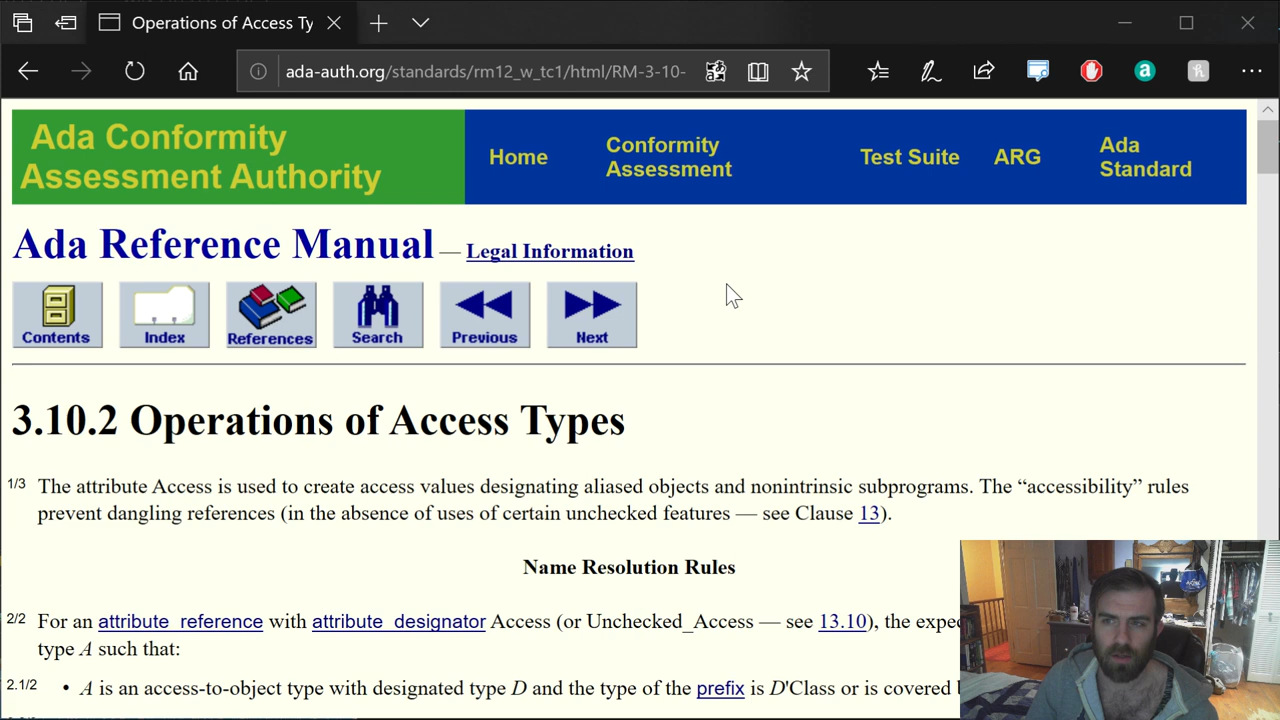 Operations of Access Ty
ada-auth.org/standards/rm12_w_tc1/html/RM-3-10-
Ada Conformity
Assessment Authority
Home
Conformity
Assessment
Test Suite
ARG
Ada
Standard
Ada Reference Manual — Legal Information
Contents
Index
References
Search
Previous
Next
3.10.2 Operations of Access Types
1/3 The attribute Access is used to create access values designating aliased objects and nonintrinsic subprograms. The “accessibility” rules
prevent dangling references (in the absence of uses of certain unchecked features — see Clause 13).
Name Resolution Rules
2/2 For an attribute_reference with attribute_designator Access (or Unchecked_Access — see 13.10), the expec
type A such that:
2.1/2 • A is an access-to-object type with designated type D and the type of the prefix is D'Class or is covered